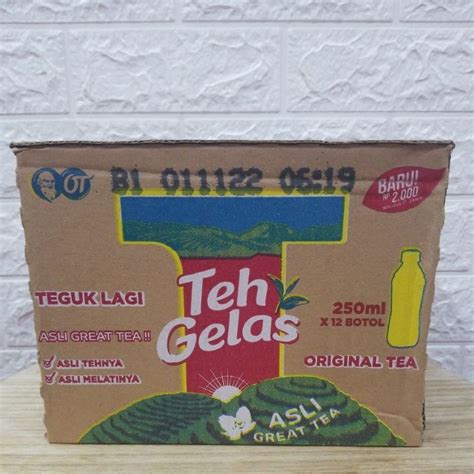 OT
B1 011122 06:19
BARU!
RP 2.000
TEGUK LAGI
ASLI GREAT TEA !!
ASLI TEHNYA
ASLI MELATINYA
Teh
Gelas
250ml
X 12 BOTOL
ORIGINAL TEA
ASLI
GREAT TEA